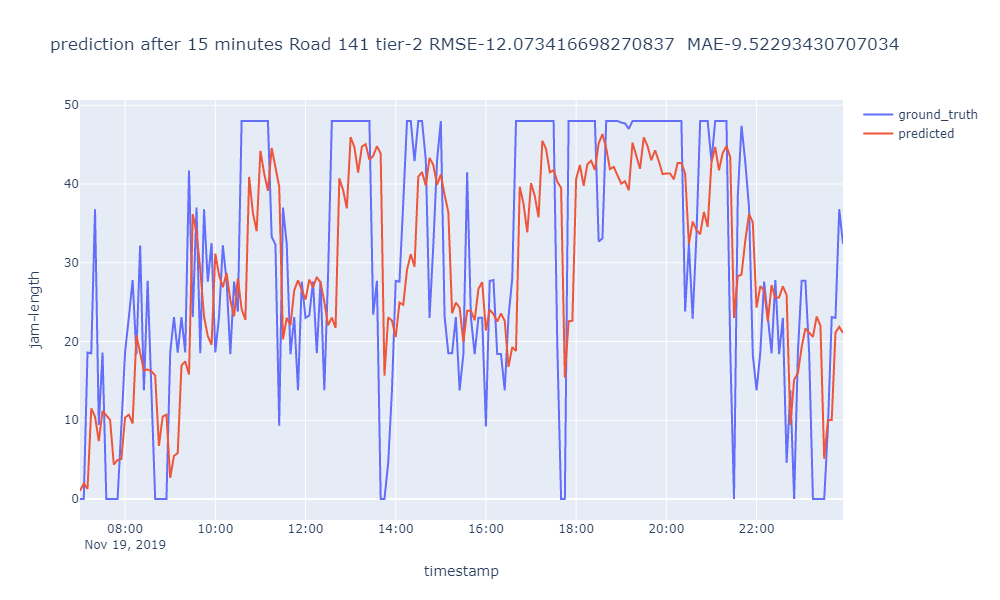 prediction after 15 minutes Road 141 tier-2 RMSE-12.073416698270837  MAE-9.52293430707034
50
40
30
20
10
0
jam-length
08:00 10:00 12:00 14:00 16:00 18:00 20:00 22:00
Nov 19, 2019
timestamp
ground_truth
predicted